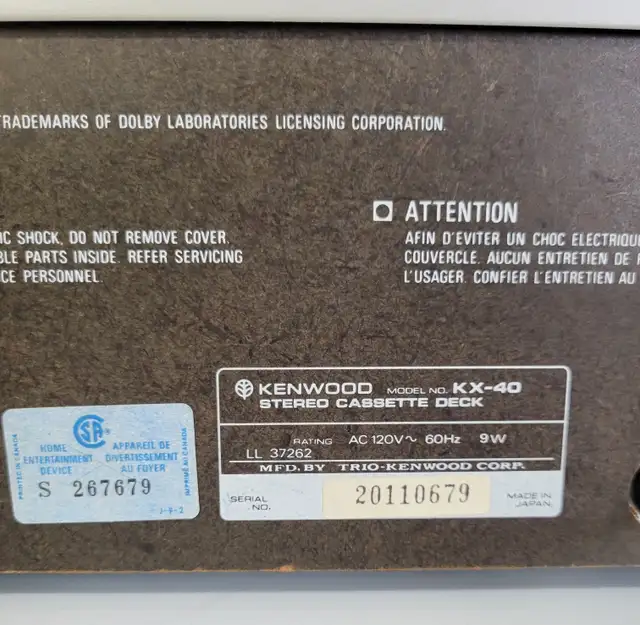 TRADEMARKS OF DOLBY LABORATORIES LICENSING CORPORATION.
IC SHOCK, DO NOT REMOVE COVER.
BLE PARTS INSIDE. REFER SERVICING
CE PERSONNEL.
ATTENTION
AFIN D'EVITER UN CHOC ELECTRIQUE
COUVERCLE. AUCUN ENTRETIEN DE
L'USAGER. CONFIER L'ENTRETIEN AU
KENWOOD MODEL NO. KX-40
STEREO CASSETTE DECK
RATING AC 120V~ 60Hz 9W
LL 37262
MFD. BY TRIO-KENWOOD CORP.
SERIAL NO. 20110679 MADE IN JAPAN
PRINTED IN CANADA
SA
HOME ENTERTAINMENT DEVICE
APPAREIL DE DIVERTISSEMENT AU FOYER
S 267679
IMPRIME AU CANADA